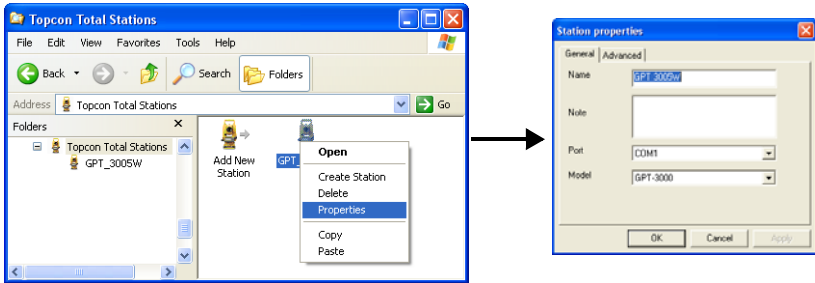 Topcon Total Stations
File Edit View Favorites Tools Help
Back Search Folders
Address Topcon Total Stations Go
Folders
Topcon Total Stations
GPT_3005W
Add New
Station
GPT_
Open
Create Station
Delete
Properties
Copy
Paste
Station properties
General Advanced
Name GPT 3005w
Note
Port COM1
Model GPT-3000
OK Cancel Apply